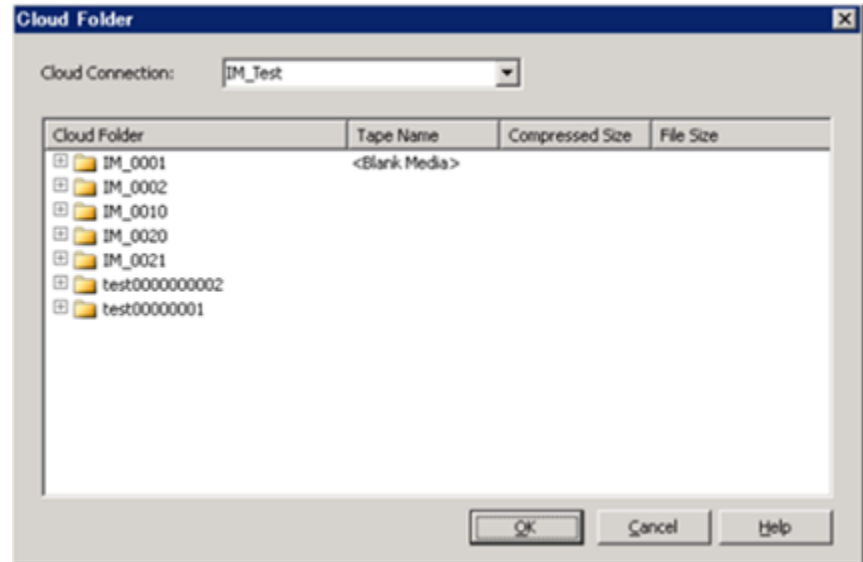 Cloud Folder
Cloud Connection: IM_Test
Cloud Folder Tape Name Compressed Size File Size
IM_0001 <Blank Media>
IM_0002
IM_0010
IM_0020
IM_0021
test0000000002
test00000001
OK Cancel Help